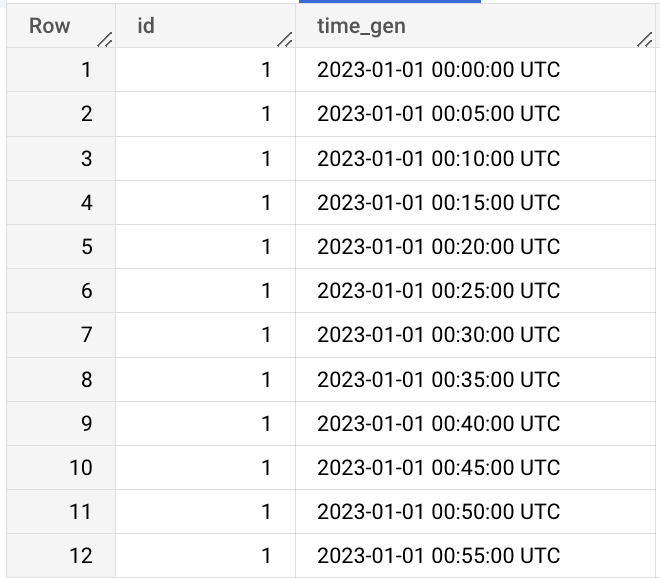 Row id time_gen
1 1 2023-01-01 00:00:00 UTC
2 1 2023-01-01 00:05:00 UTC
3 1 2023-01-01 00:10:00 UTC
4 1 2023-01-01 00:15:00 UTC
5 1 2023-01-01 00:20:00 UTC
6 1 2023-01-01 00:25:00 UTC
7 1 2023-01-01 00:30:00 UTC
8 1 2023-01-01 00:35:00 UTC
9 1 2023-01-01 00:40:00 UTC
10 1 2023-01-01 00:45:00 UTC
11 1 2023-01-01 00:50:00 UTC
12 1 2023-01-01 00:55:00 UTC